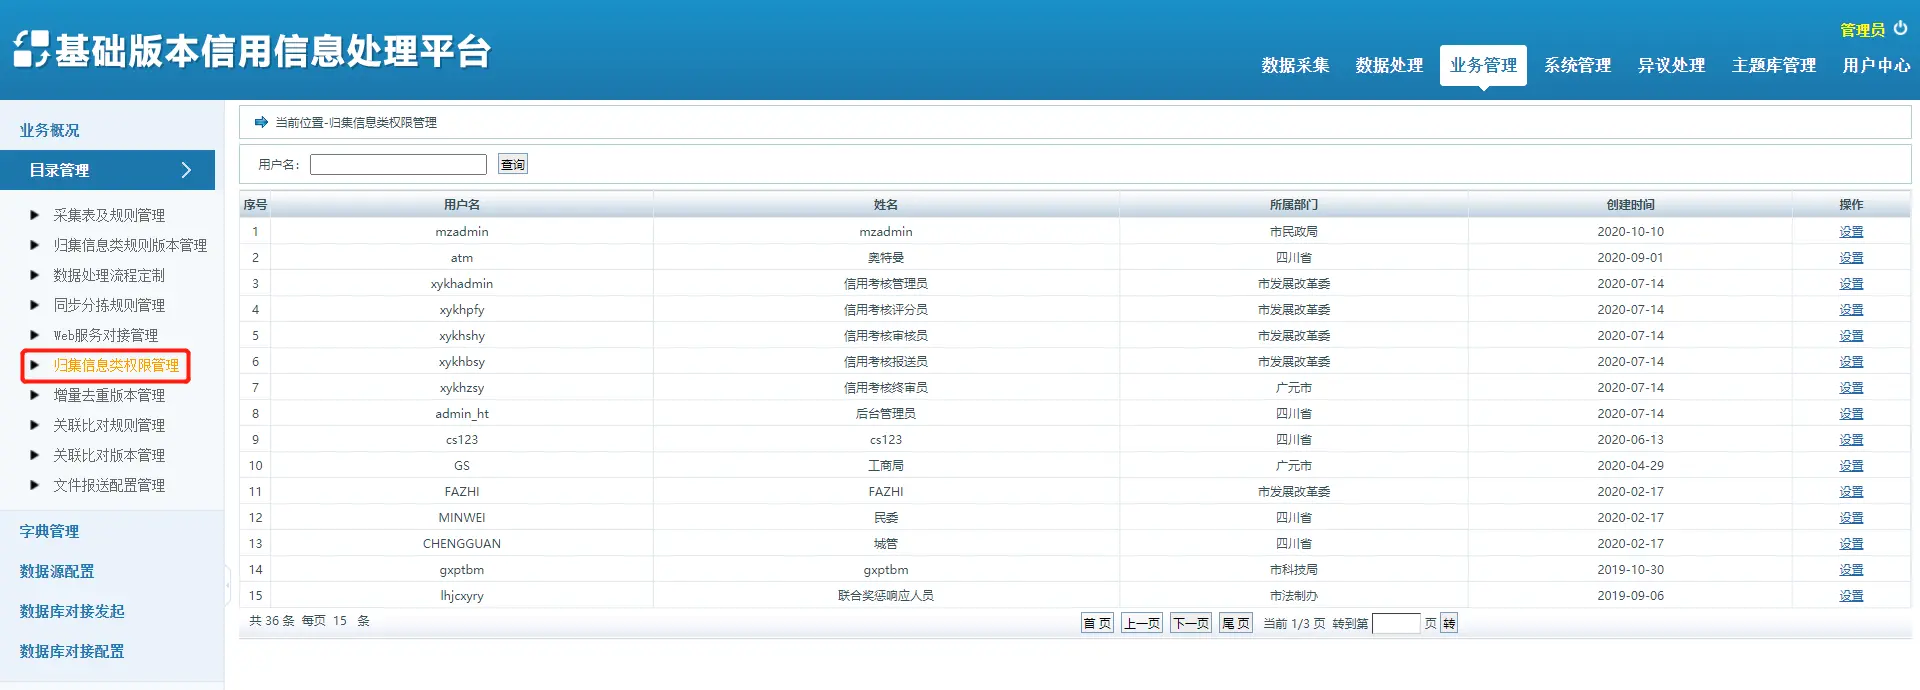 基础版本信用信息处理平台
管理员
数据采集 数据处理 业务管理 系统管理 异议处理 主题库管理 用户中心
业务概况
目录管理
采集表及规则管理
归集信息类规则版本管理
数据处理流程定制
同步分拣规则管理
Web服务对接管理
归集信息类权限管理
增量去重版本管理
关联比对规则管理
关联比对版本管理
文件报送配置管理
字典管理
数据源配置
数据库对接发起
数据库对接配置
当前位置-归集信息类权限管理
用户名： 查询
序号 用户名 姓名 所属部门 创建时间 操作
1 mzadmin mzadmin 市民政局 2020-10-10 设置
2 atm 奥特曼 四川省 2020-09-01 设置
3 xykhadmin 信用考核管理员 市发展改革委 2020-07-14 设置
4 xykhpfy 信用考核评分员 市发展改革委 2020-07-14 设置
5 xykhshy 信用考核审核员 市发展改革委 2020-07-14 设置
6 xykhbsy 信用考核报送员 市发展改革委 2020-07-14 设置
7 xykhzsy 信用考核终审员 广元市 2020-07-14 设置
8 admin_ht 后台管理员 四川省 2020-07-14 设置
9 cs123 cs123 四川省 2020-06-13 设置
10 GS 工商局 广元市 2020-04-29 设置
11 FAZHI FAZHI 市发展改革委 2020-02-17 设置
12 MINWEI 民委 四川省 2020-02-17 设置
13 CHENGGUAN 城管 四川省 2020-02-17 设置
14 gxptbm gxptbm 市科技局 2019-10-30 设置
15 lhjcxyry 联合奖惩响应人员 市法制办 2019-09-06 设置
共 36 条 每页 15 条 首 页 上一页 下一页 尾 页 当前 1/3 页 转到第 页 转